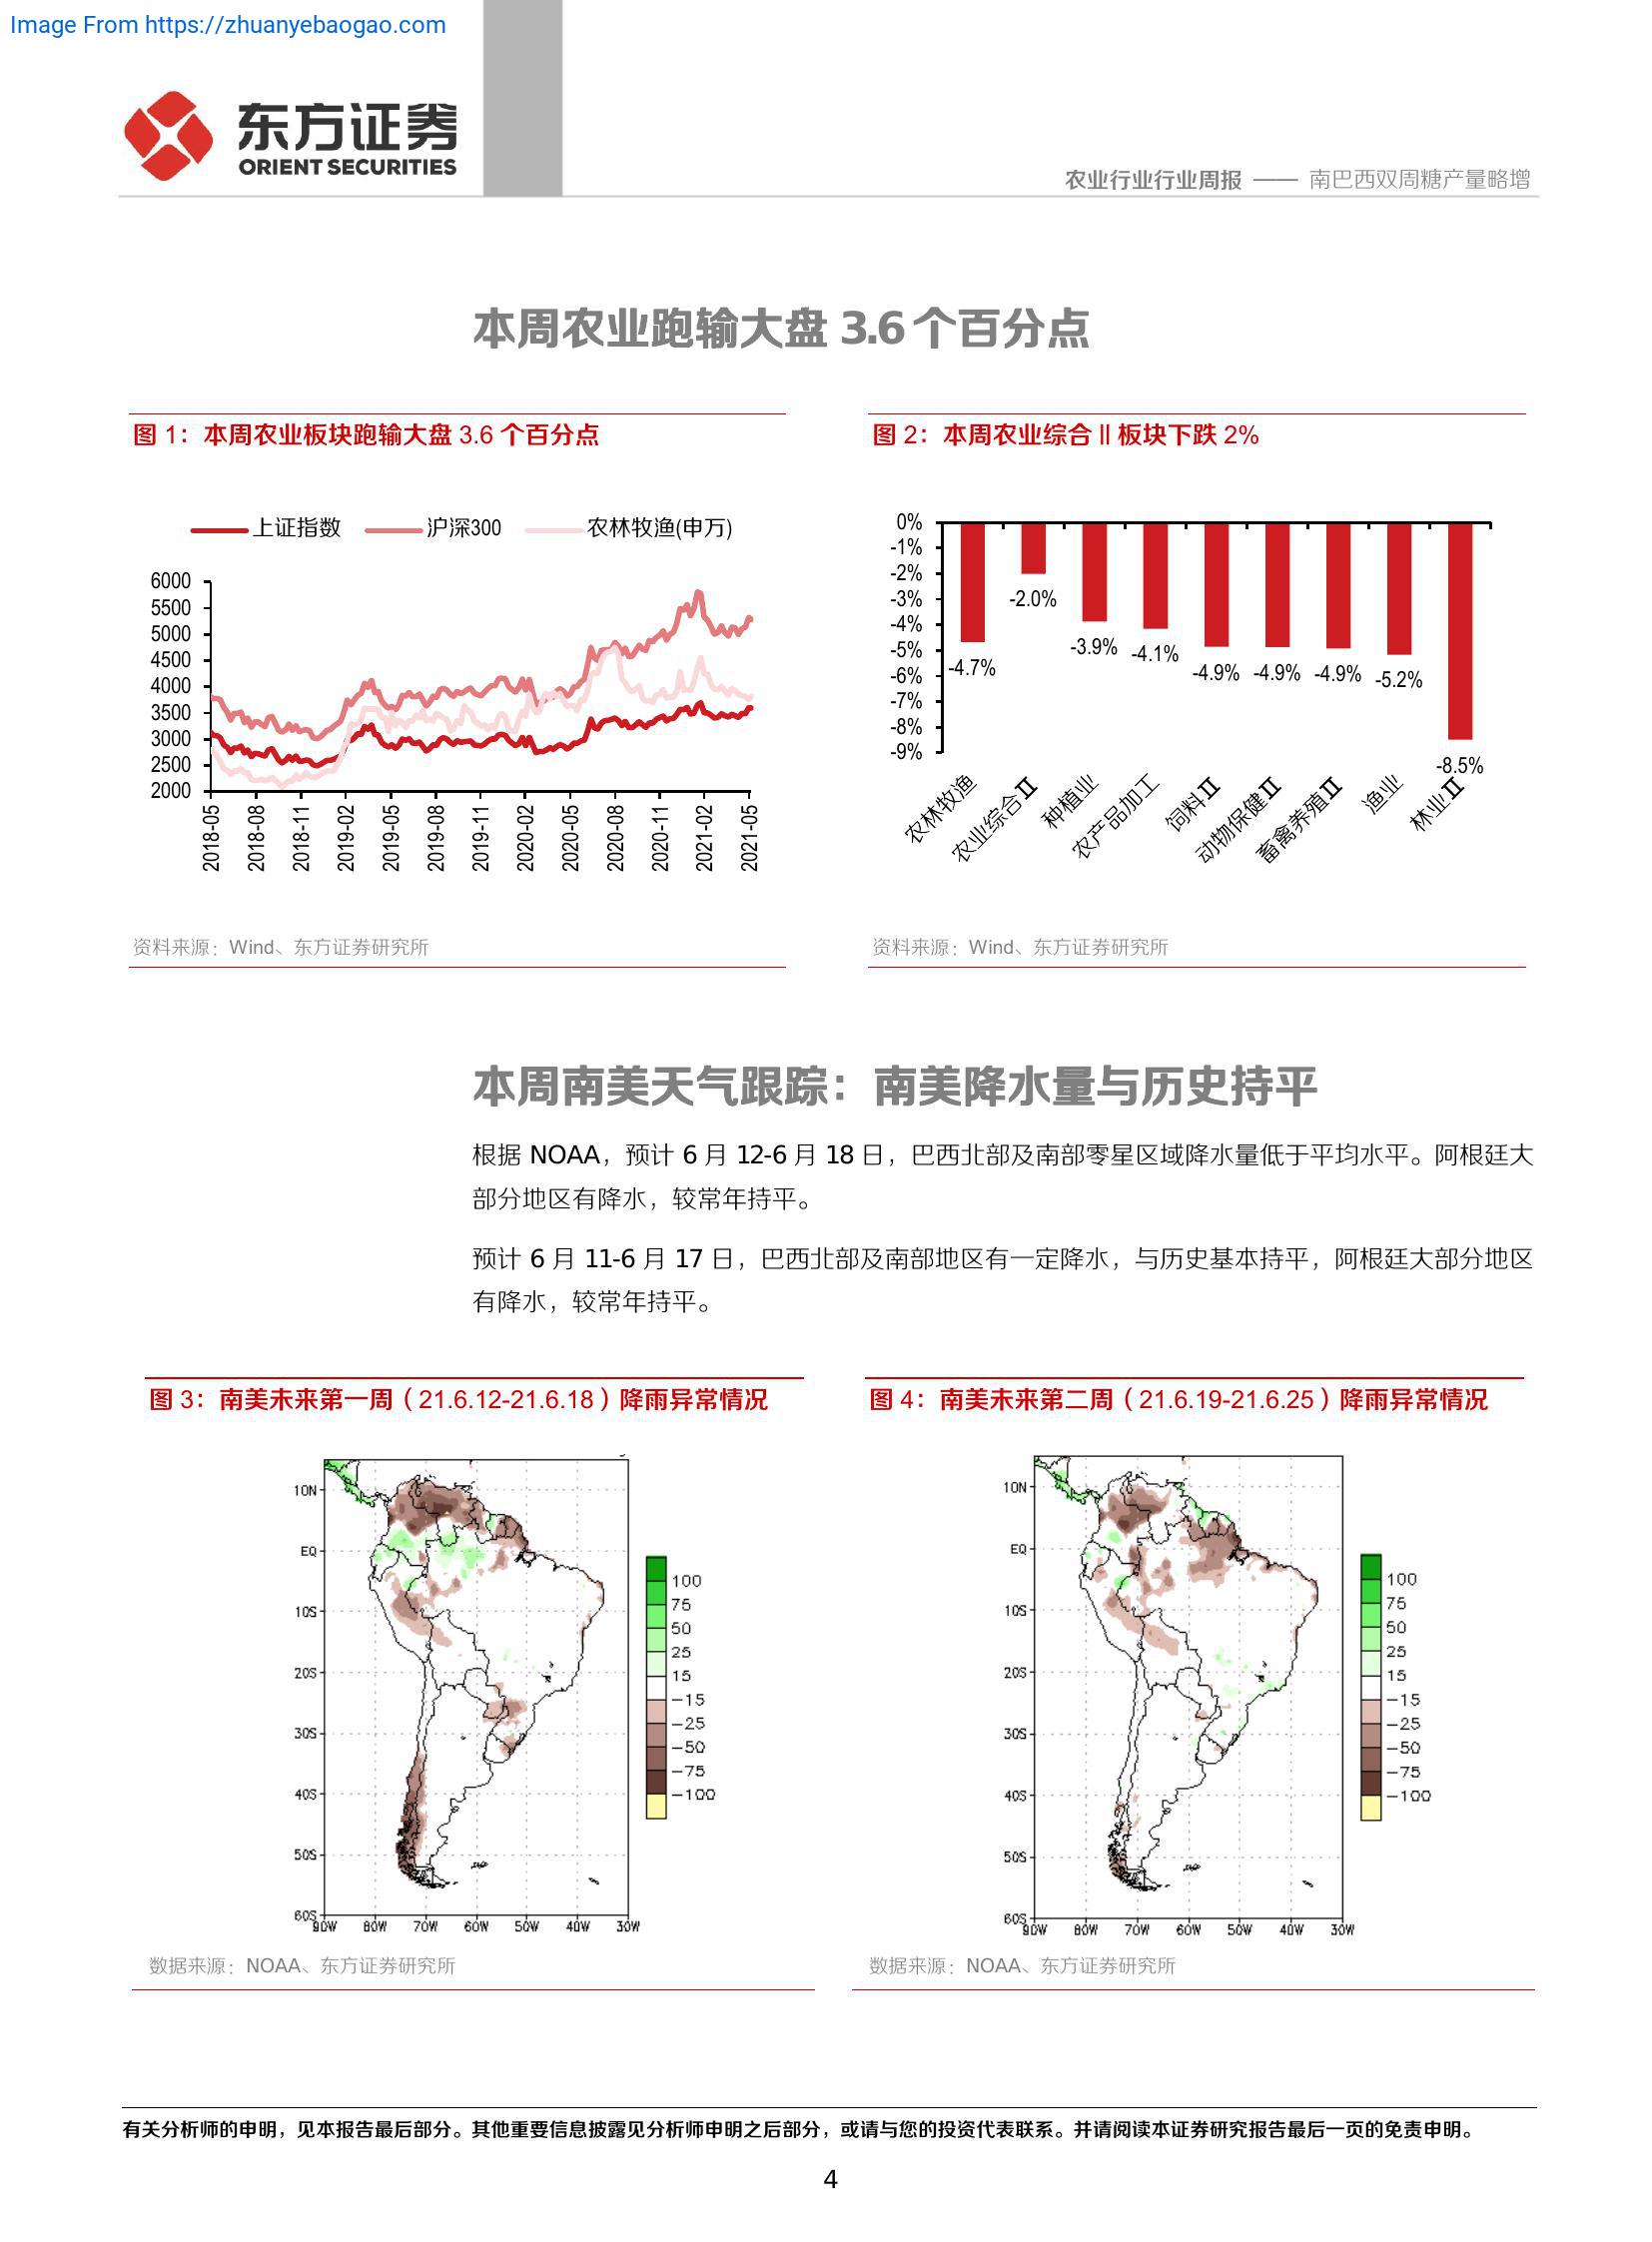 Image From https://zhuanyebaogao.com
东方证券
ORIENT SECURITIES
农业行业行业周报 —— 南巴西双周糖产量略增
本周农业跑输大盘 3.6 个百分点
图 1：本周农业板块跑输大盘 3.6 个百分点
上证指数 沪深300 农林牧渔(申万)
6000
5500
5000
4500
4000
3500
3000
2500
2000
2018-05 2018-08 2018-11 2019-02 2019-05 2019-08 2019-11 2020-02 2020-05 2020-08 2020-11 2021-02 2021-05
资料来源：Wind、东方证券研究所
图 2：本周农业综合Ⅱ板块下跌 2%
0%
-1%
-2%
-3%
-4%
-5%
-6%
-7%
-8%
-9%
-4.7% -2.0% -3.9% -4.1% -4.9% -4.9% -4.9% -5.2% -8.5%
农林牧渔 农业综合Ⅱ 种植业 农产品加工 饲料Ⅱ 动物保健Ⅱ 畜禽养殖Ⅱ 渔业 林业Ⅱ
资料来源：Wind、东方证券研究所
本周南美天气跟踪：南美降水量与历史持平
根据 NOAA，预计 6 月 12-6 月 18 日，巴西北部及南部零星区域降水量低于平均水平。阿根廷大
部分地区有降水，较常年持平。
预计 6 月 11-6 月 17 日，巴西北部及南部地区有一定降水，与历史基本持平，阿根廷大部分地区
有降水，较常年持平。
图 3：南美未来第一周（21.6.12-21.6.18）降雨异常情况
10N
EQ
10S
20S
30S
40S
50S
60S
90W 80W 70W 60W 50W 40W 30W
100
75
50
25
15
-15
-25
-50
-75
-100
数据来源：NOAA、东方证券研究所
图 4：南美未来第二周（21.6.19-21.6.25）降雨异常情况
10N
EQ
10S
20S
30S
40S
50S
60S
90W 80W 70W 60W 50W 40W 30W
100
75
50
25
15
-15
-25
-50
-75
-100
数据来源：NOAA、东方证券研究所
有关分析师的申明，见本报告最后部分。其他重要信息披露见分析师申明之后部分，或请与您的投资代表联系。并请阅读本证券研究报告最后一页的免责申明。
4